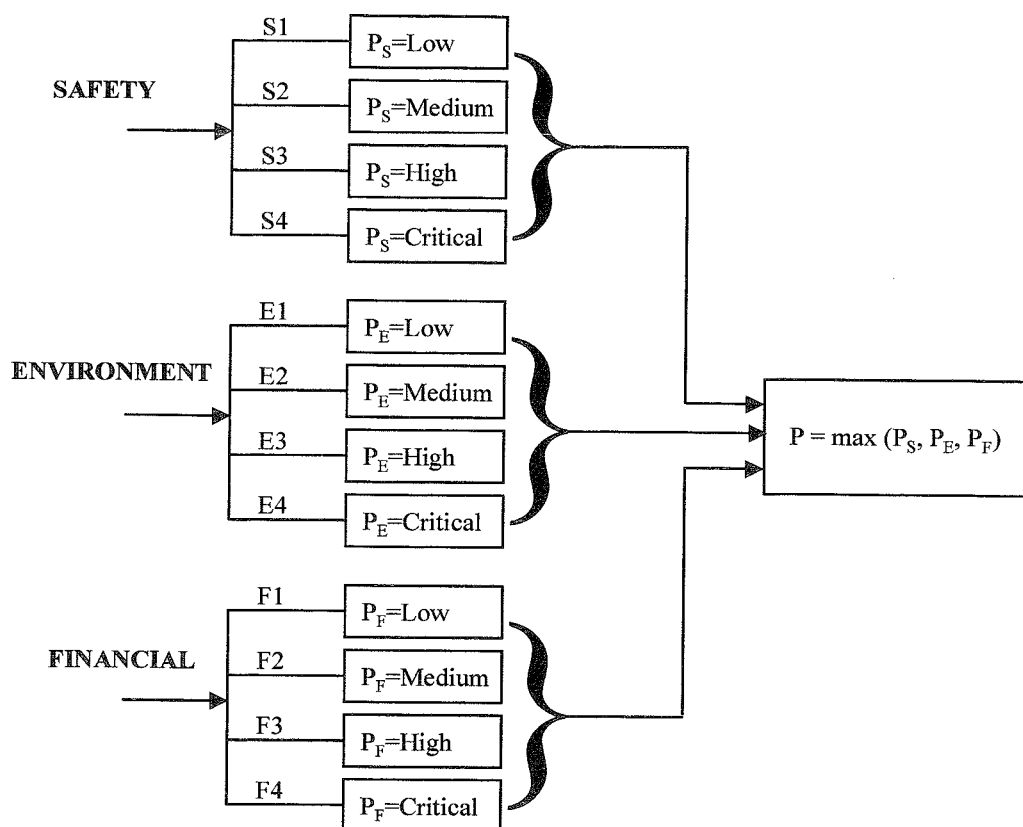 S1
P_S=Low
SAFETY
S2
P_S=Medium
S3
P_S=High
S4
P_S=Critical
E1
P_E=Low
ENVIRONMENT
E2
P_E=Medium
E3
P_E=High
E4
P_E=Critical
P = max (P_S, P_E, P_F)
F1
P_F=Low
FINANCIAL
F2
P_F=Medium
F3
P_F=High
F4
P_F=Critical